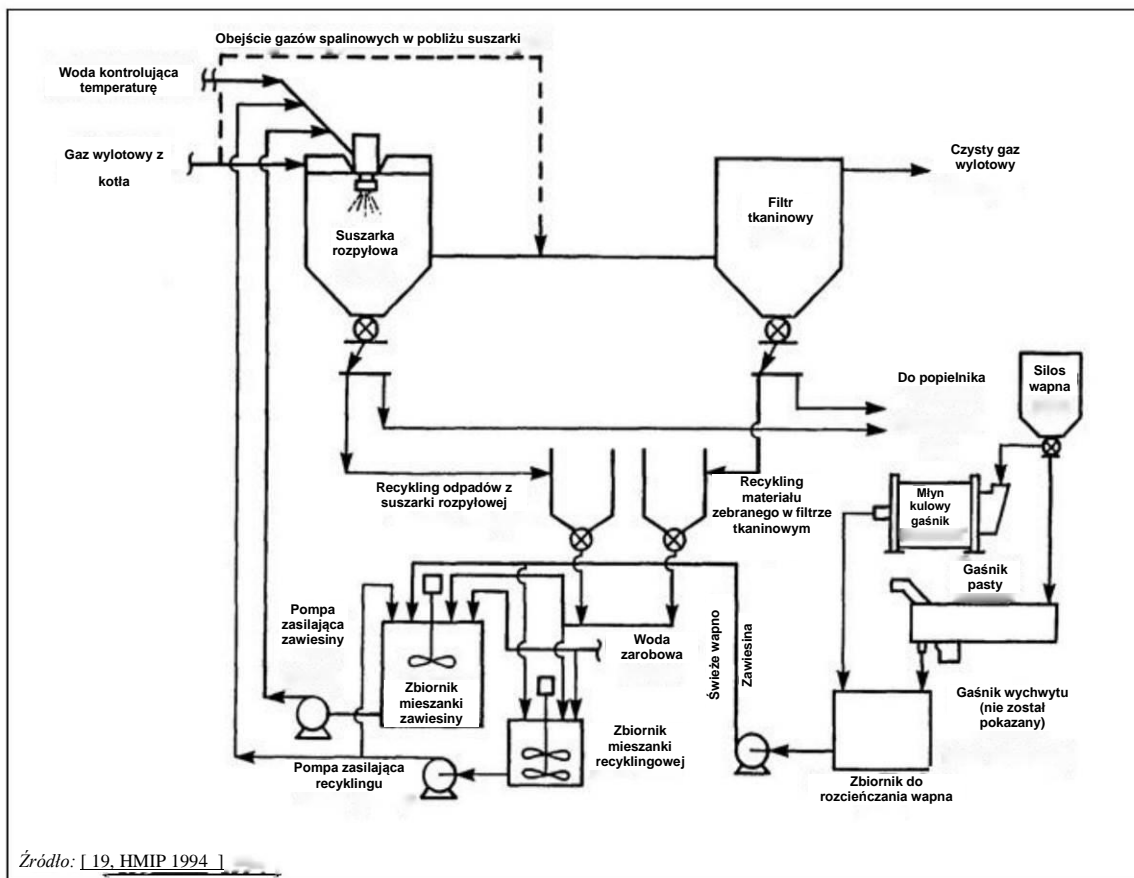 Obejście gazów spalinowych w pobliżu suszarki
Woda kontrolująca
temperaturę
Gaz wylotowy z
kotła
Suszarka
rozpyłowa
Filtr
tkaninowy
Czysty gaz
wylotowy
Do popielnika
Silos
wapna
Recykling odpadów z
suszarki rozpyłowej
Recykling
materiału
zebranego w filtrze
tkaninowym
Młyn
kulowy
gaśnik
Gaśnik
pasty
Pompa
zasilająca
zawiesiny
Zbiornik
mieszanki
zawiesiny
Woda
zarobowa
Świeże wapno
Zawiesina
Gaśnik wychwytu
(nie został
pokazany)
Zbiornik
mieszanki
recyklingowej
Pompa zasilająca
recyklingu
Zbiornik do
rozcieńczania wapna
Źródło: [ 19, HMIP 1994 ]